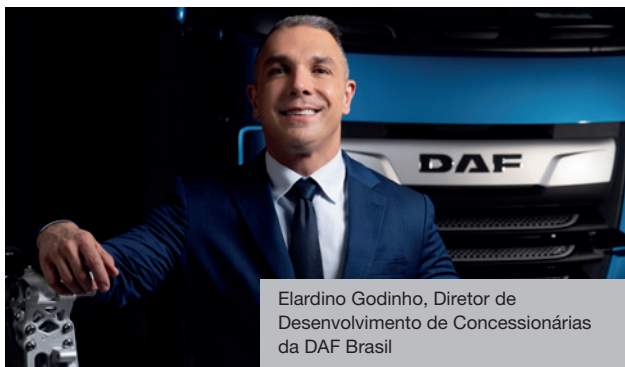 DAF
Elardino Godinho, Diretor de
Desenvolvimento de Concessionárias
da DAF Brasil